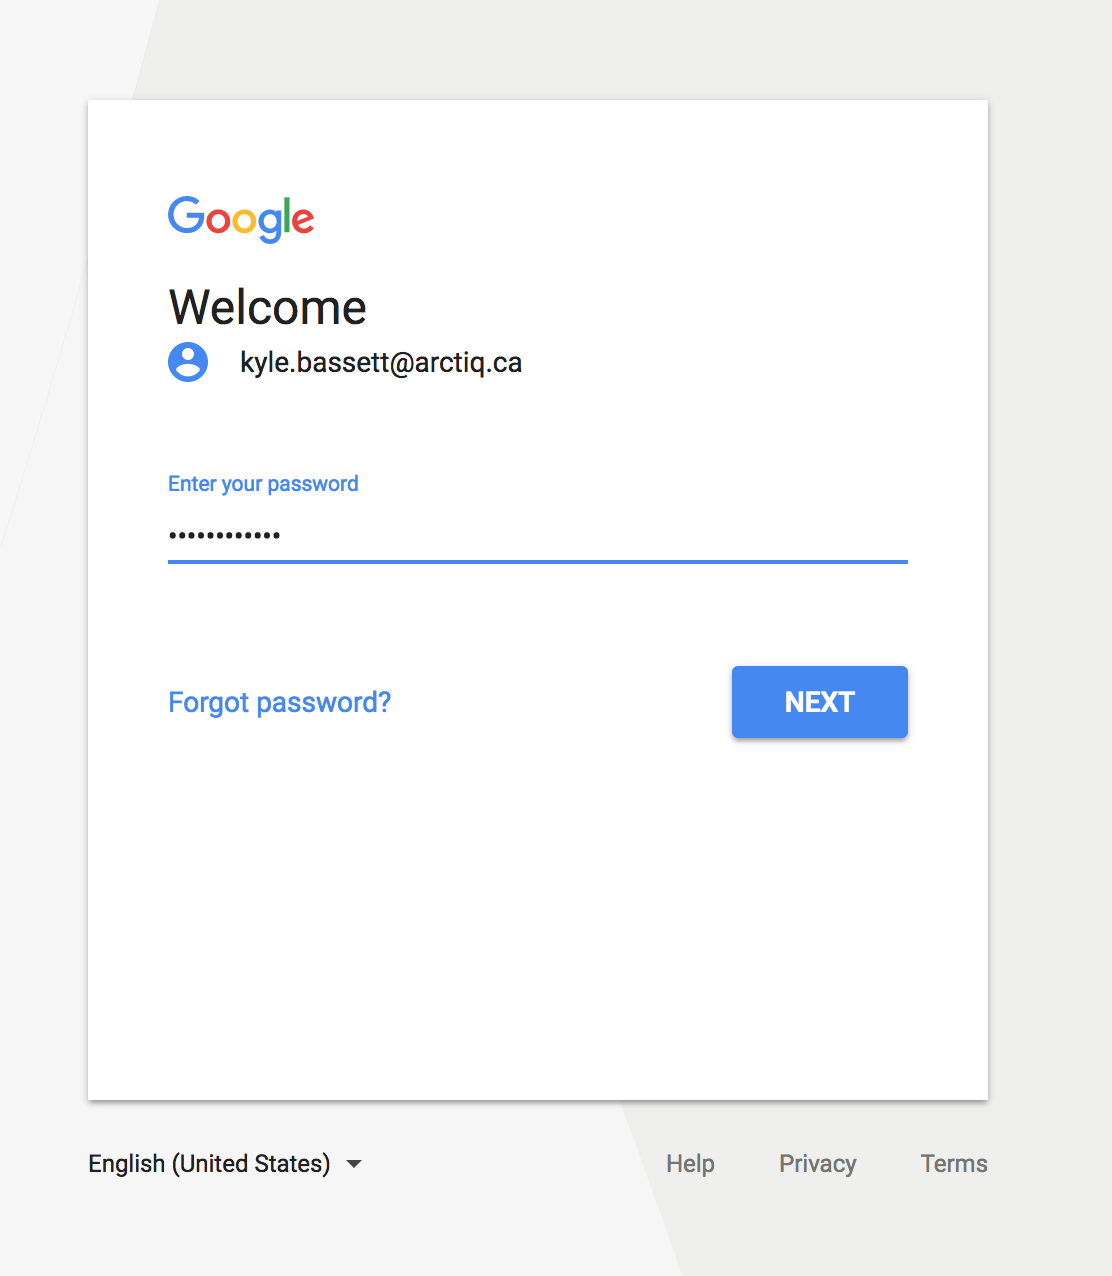 Google
Welcome
kyle.bassett@arctiq.ca
Enter your password
••••••••••••
Forgot password?
NEXT
English (United States)
Help Privacy Terms